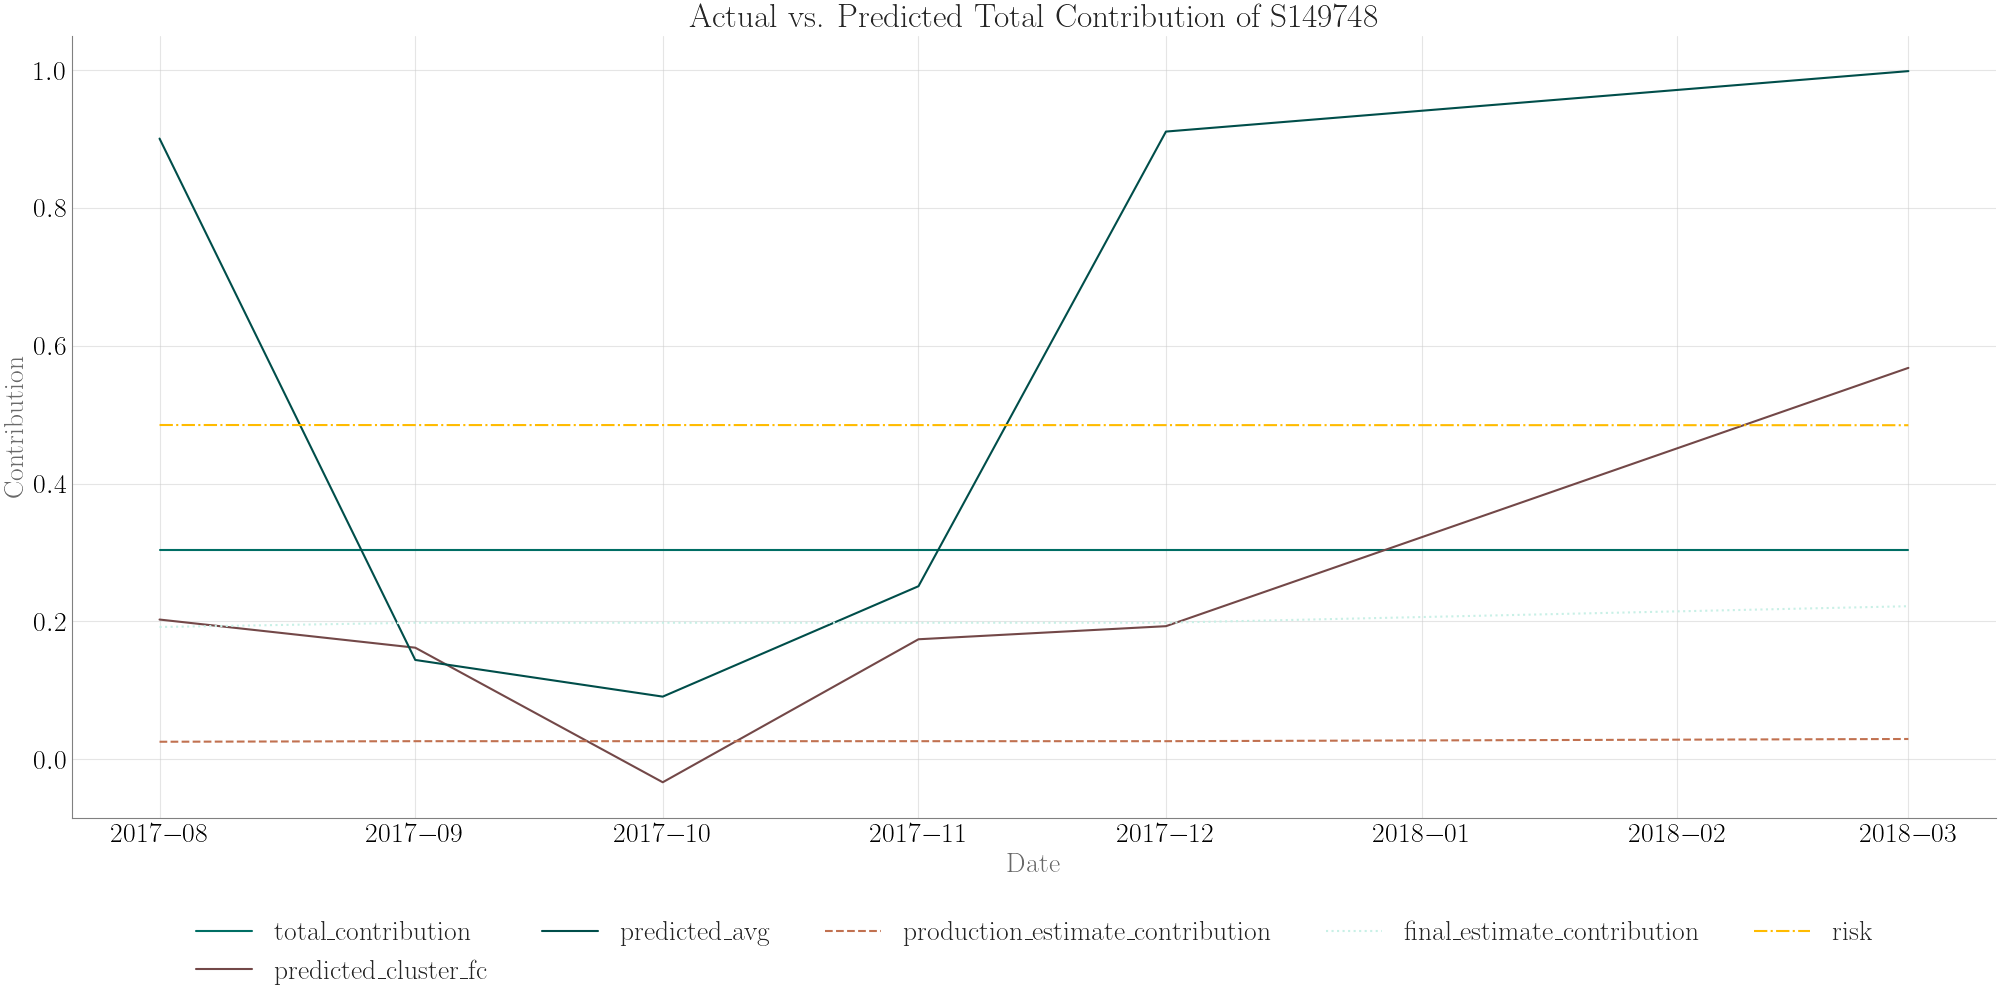 Actual vs. Predicted Total Contribution of S149748
1.0
0.8
0.6
0.4
0.2
0.0
Contribution
2017−08 2017−09 2017−10 2017−11 2017−12 2018−01 2018−02 2018−03
Date
total_contribution predicted_avg production_estimate_contribution final_estimate_contribution risk
predicted_cluster_fc